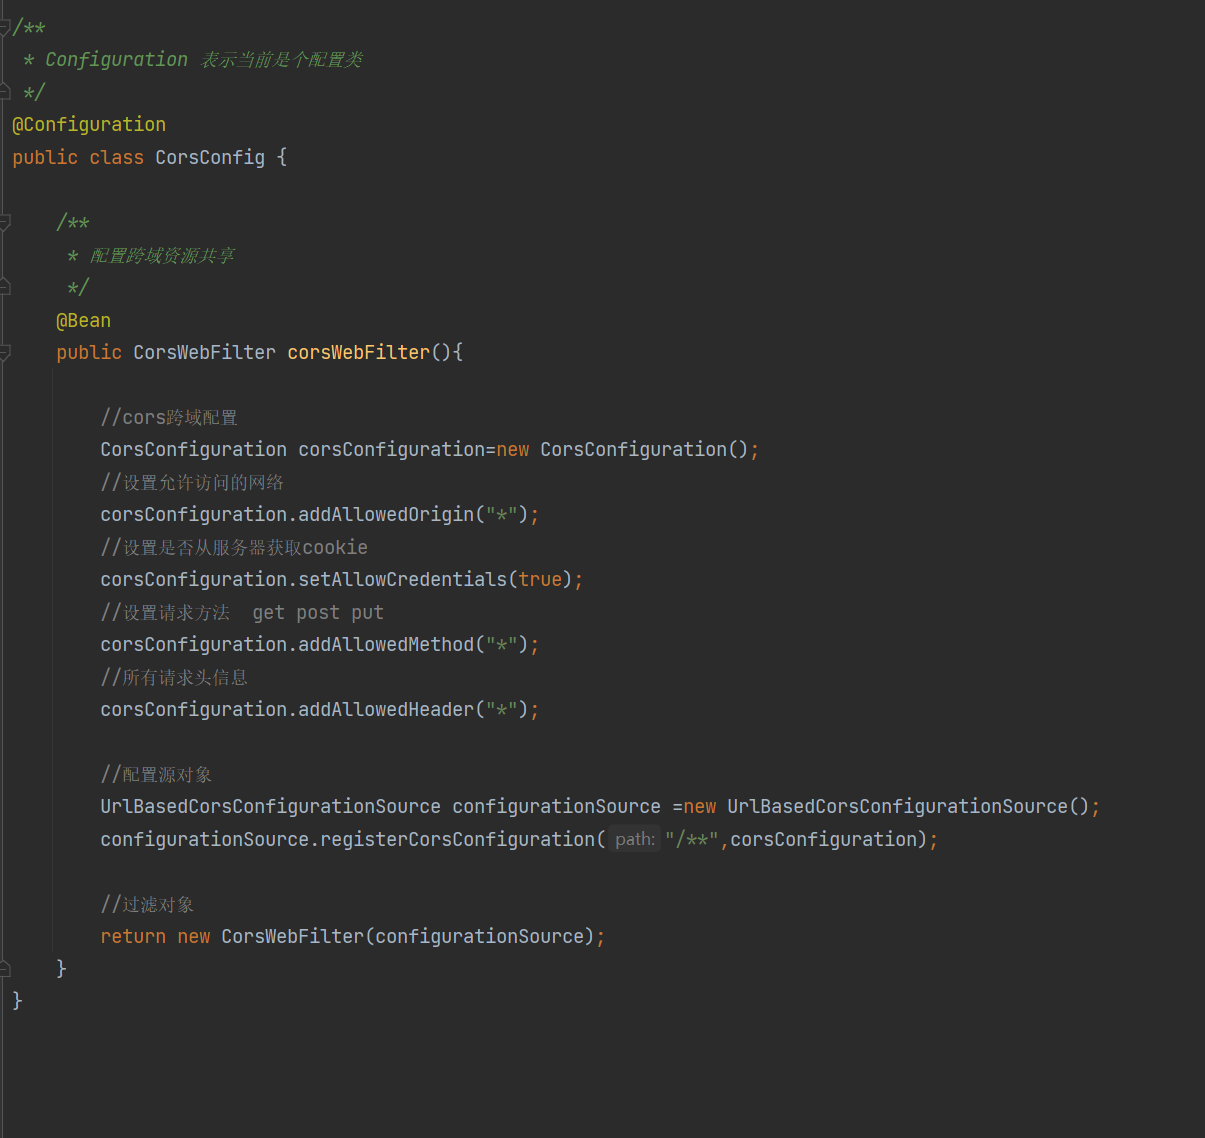 /**
 * Configuration 表示当前是个配置类
 */
@Configuration
public class CorsConfig {
    /**
     * 配置跨域资源共享
     */
    @Bean
    public CorsWebFilter corsWebFilter(){
        //cors跨域配置
        CorsConfiguration corsConfiguration=new CorsConfiguration();
        //设置允许访问的网络
        corsConfiguration.addAllowedOrigin("*");
        //设置是否从服务器获取cookie
        corsConfiguration.setAllowCredentials(true);
        //设置请求方法  get post put
        corsConfiguration.addAllowedMethod("*");
        //所有请求头信息
        corsConfiguration.addAllowedHeader("*");
        //配置源对象
        UrlBasedCorsConfigurationSource configurationSource =new UrlBasedCorsConfigurationSource();
        configurationSource.registerCorsConfiguration( path: "/**",corsConfiguration);
        //过滤对象
        return new CorsWebFilter(configurationSource);
    }
}